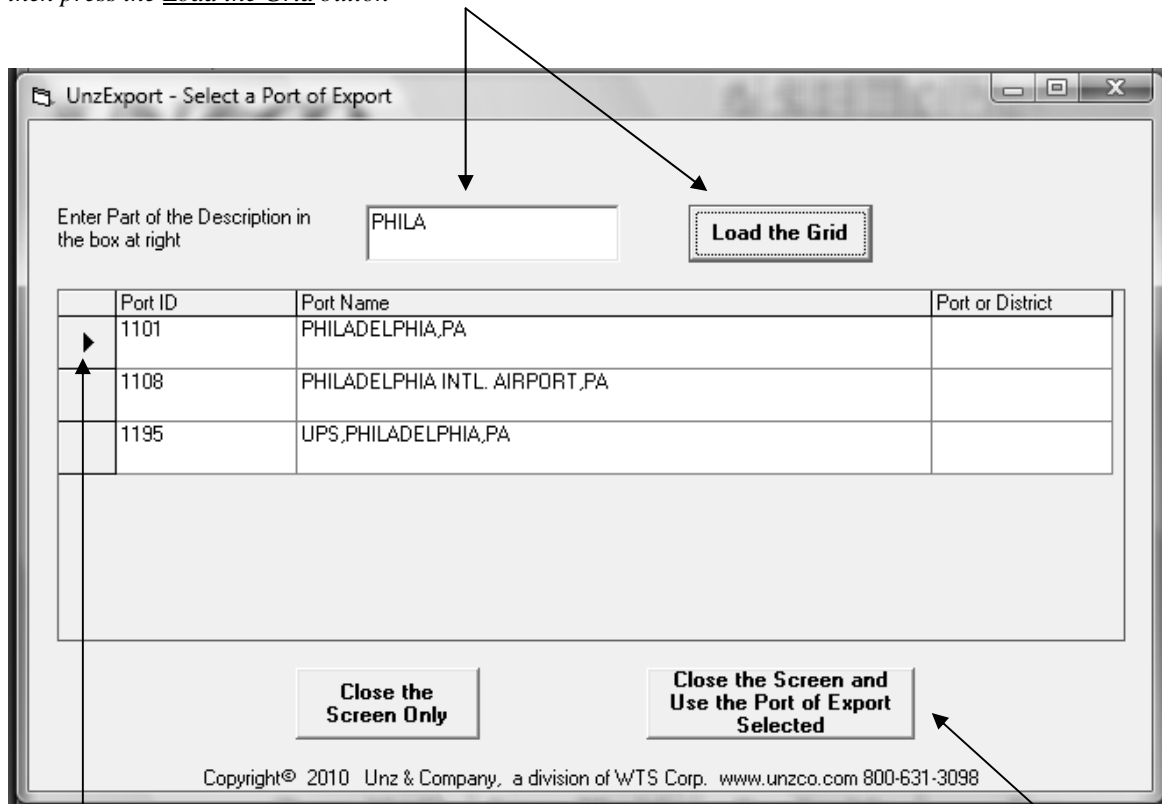 then press the Load the Grid button
UnzExport - Select a Port of Export
Enter Part of the Description in
the box at right
PHILA
Load the Grid
Port ID Port Name Port or District
1101 PHILADELPHIA,PA
1108 PHILADELPHIA INTL. AIRPORT,PA
1195 UPS,PHILADELPHIA,PA
Close the
Screen Only
Close the Screen and
Use the Port of Export
Selected
Copyright© 2010 Unz & Company, a division of WTS Corp. www.unzco.com 800-631-3098